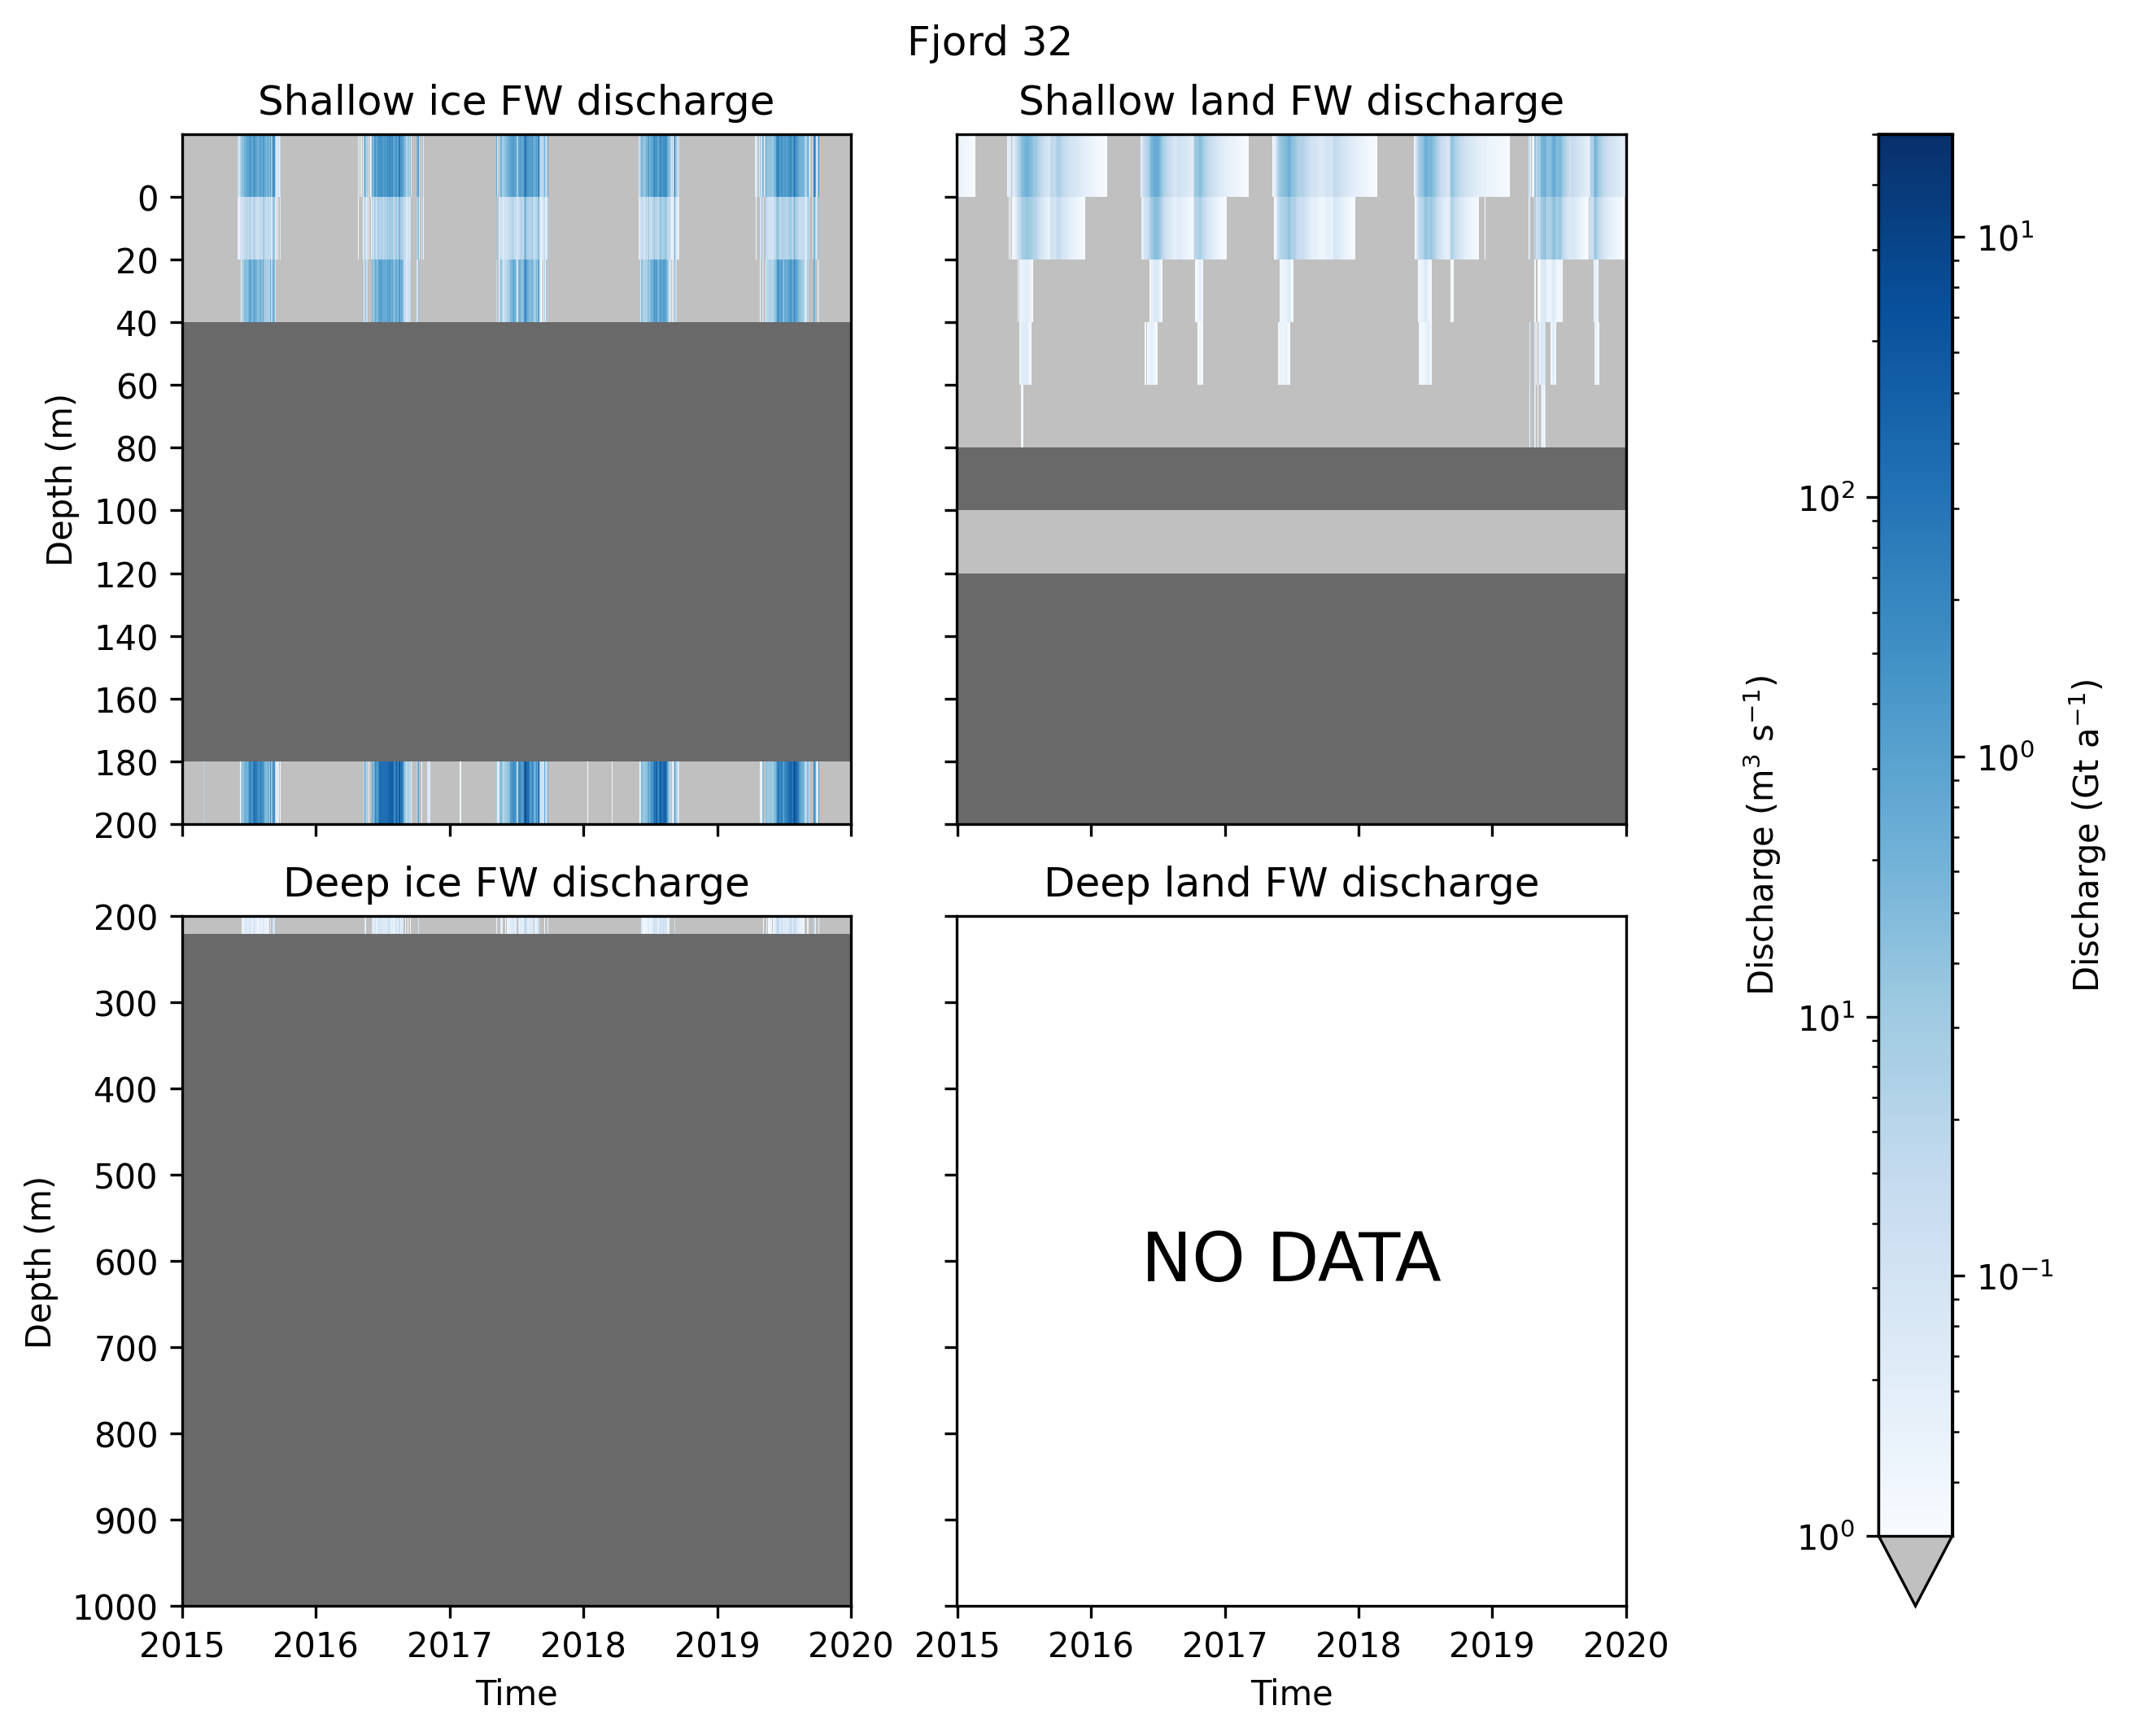 Fjord 32
Shallow ice FW discharge
Shallow land FW discharge
Depth (m)
0
20
40
60
80
100
120
140
160
180
200
Deep ice FW discharge
Deep land FW discharge
Depth (m)
200
300
400
500
600
700
800
900
1000
NO DATA
2015 2016 2017 2018 2019 2020
2015 2016 2017 2018 2019 2020
Time
Time
Discharge (m³ s⁻¹)
10²
10¹
10⁰
10¹
10⁰
10⁻¹
Discharge (Gt a⁻¹)